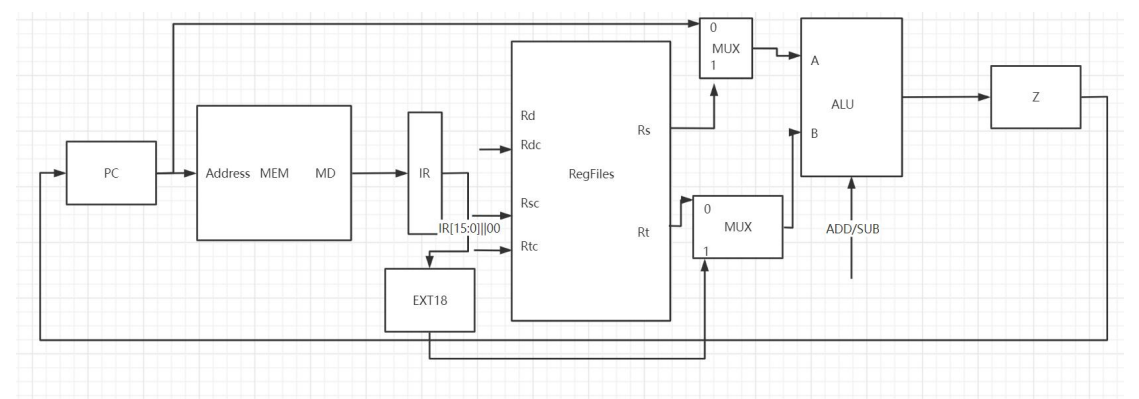 PC
Address
MEM
MD
IR
IR[15:0]||00
EXT18
Rd
Rdc
Rsc
Rtc
RegFiles
Rs
Rt
0
MUX
1
0
MUX
1
A
B
ALU
ADD/SUB
Z